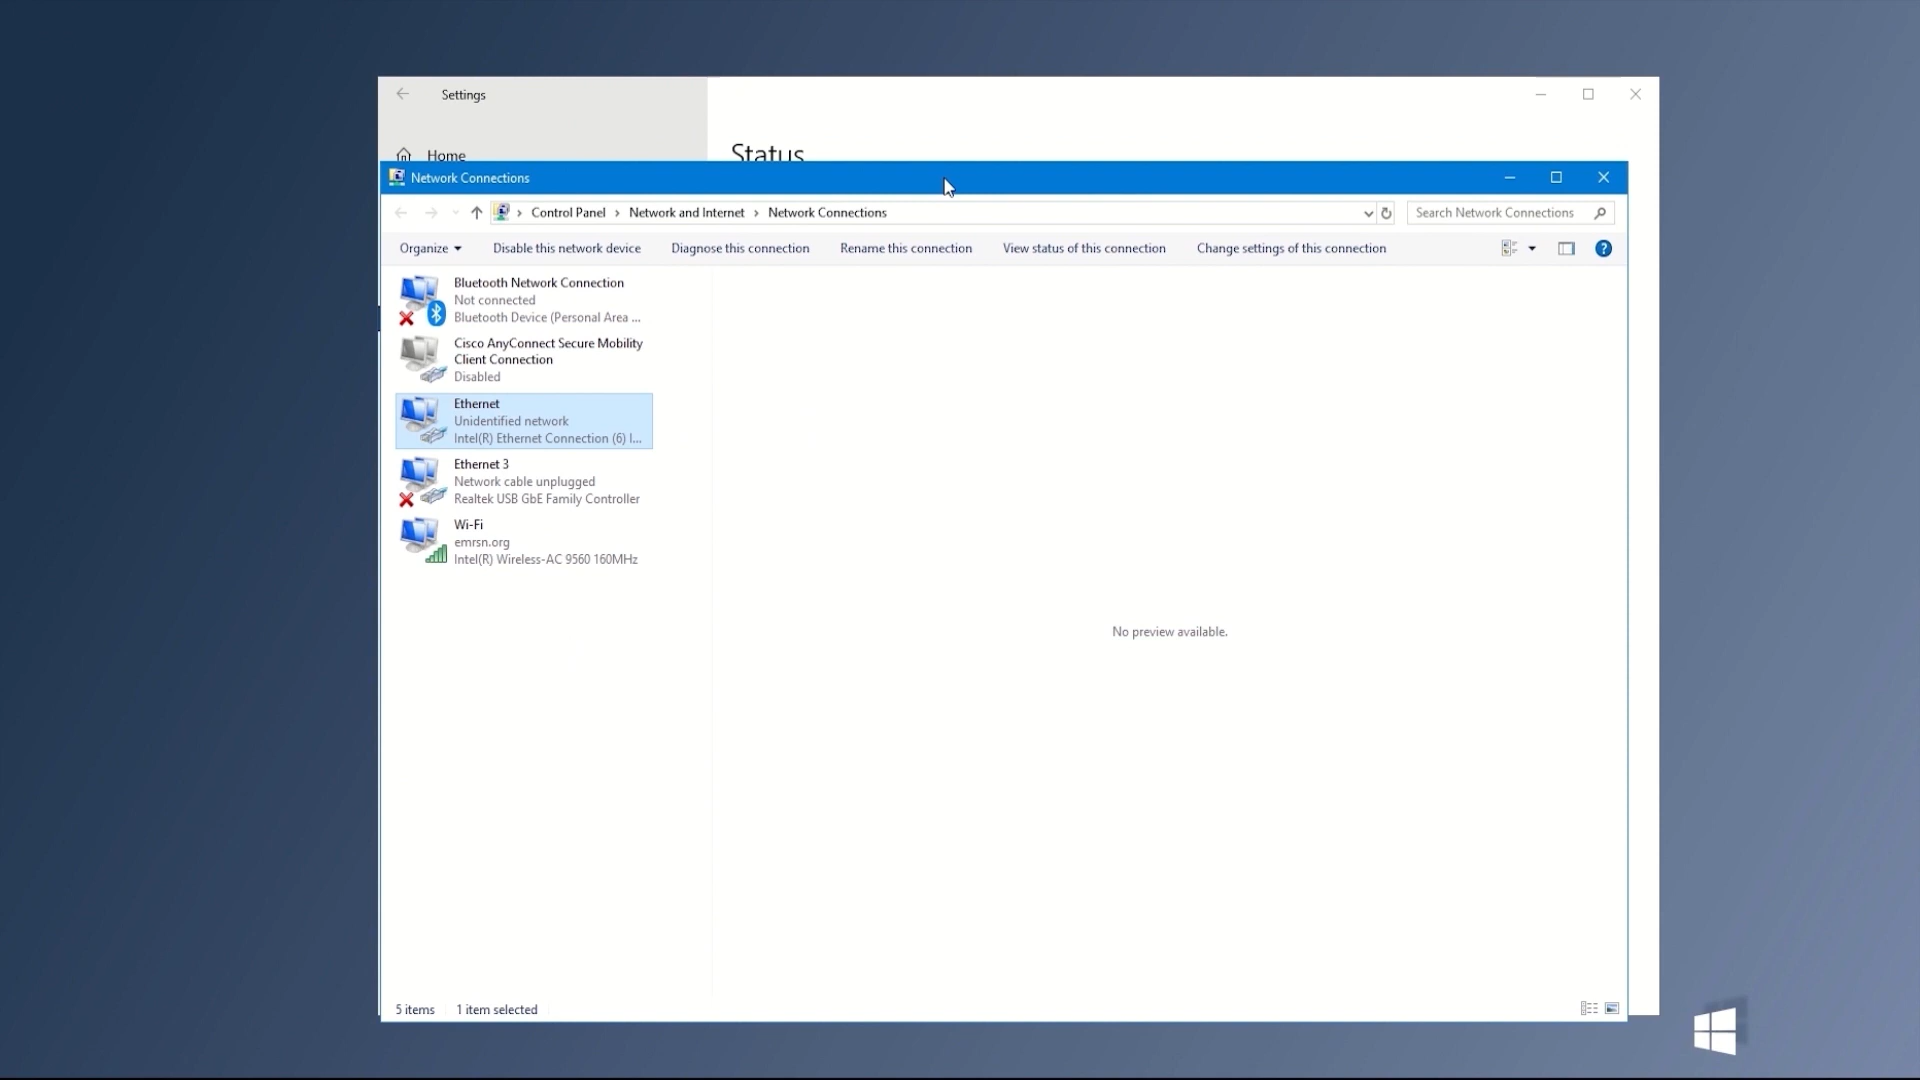 Settings
Home
Status
Network Connections
Control Panel > Network and Internet > Network Connections
Search Network Connections
Organize
Disable this network device
Diagnose this connection
Rename this connection
View status of this connection
Change settings of this connection
?
Bluetooth Network Connection
Not connected
Bluetooth Device (Personal Area ...
Cisco AnyConnect Secure Mobility
Client Connection
Disabled
Ethernet
Unidentified network
Intel(R) Ethernet Connection (6) I...
Ethernet 3
Network cable unplugged
Realtek USB GbE Family Controller
Wi-Fi
emrsn.org
Intel(R) Wireless-AC 9560 160MHz
No preview available.
5 items
1 item selected